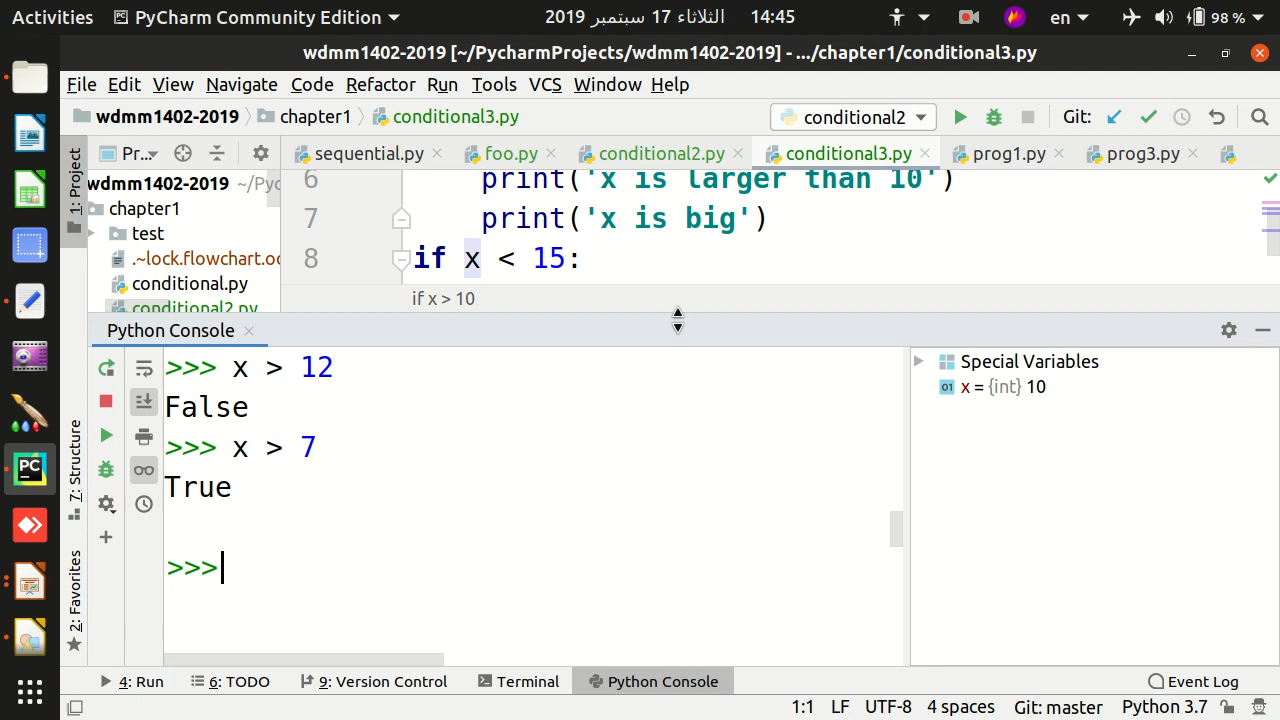 Activities PyCharm Community Edition 2019 الثلاثاء 17 سبتمبر 14:45 en 98 %
wdmm1402-2019 [~/PycharmProjects/wdmm1402-2019] - .../chapter1/conditional3.py
File Edit View Navigate Code Refactor Run Tools VCS Window Help
wdmm1402-2019 chapter1 conditional3.py conditional2 Git:
1: Project Pr... sequential.py foo.py conditional2.py conditional3.py prog1.py prog3.py
wdmm1402-2019 ~/Pyc
chapter1
test
.~lock.flowchart.oc
conditional.py
conditional2.py
6 print('x is larger than 10')
7 print('x is big')
8 if x < 15:
if x > 10
Python Console
>>> x > 12
False
>>> x > 7
True
>>>
Special Variables
x = {int} 10
7: Structure
2: Favorites
4: Run 6: TODO 9: Version Control Terminal Python Console Event Log
1:1 LF UTF-8 4 spaces Git: master Python 3.7